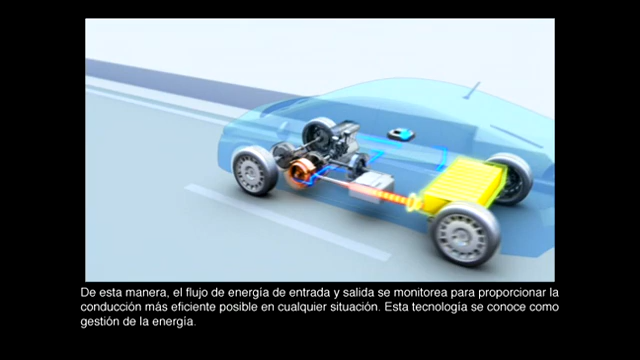 De esta manera, el flujo de energía de entrada y salida se monitorea para proporcionar la
conducción más eficiente posible en cualquier situación. Esta tecnología se conoce como
gestión de la energía.